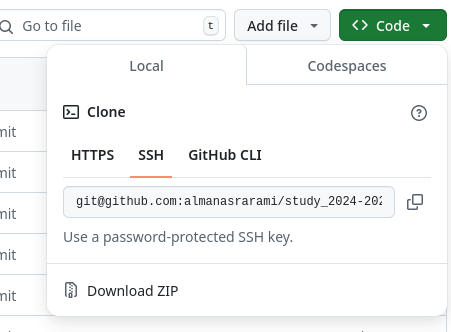 Go to file
t
Add file
Code
Local
Codespaces
Clone
mit
HTTPS
SSH
GitHub CLI
mit
git@github.com:almanasrarami/study_2024-202
mit
Use a password-protected SSH key.
mit
Download ZIP
mit